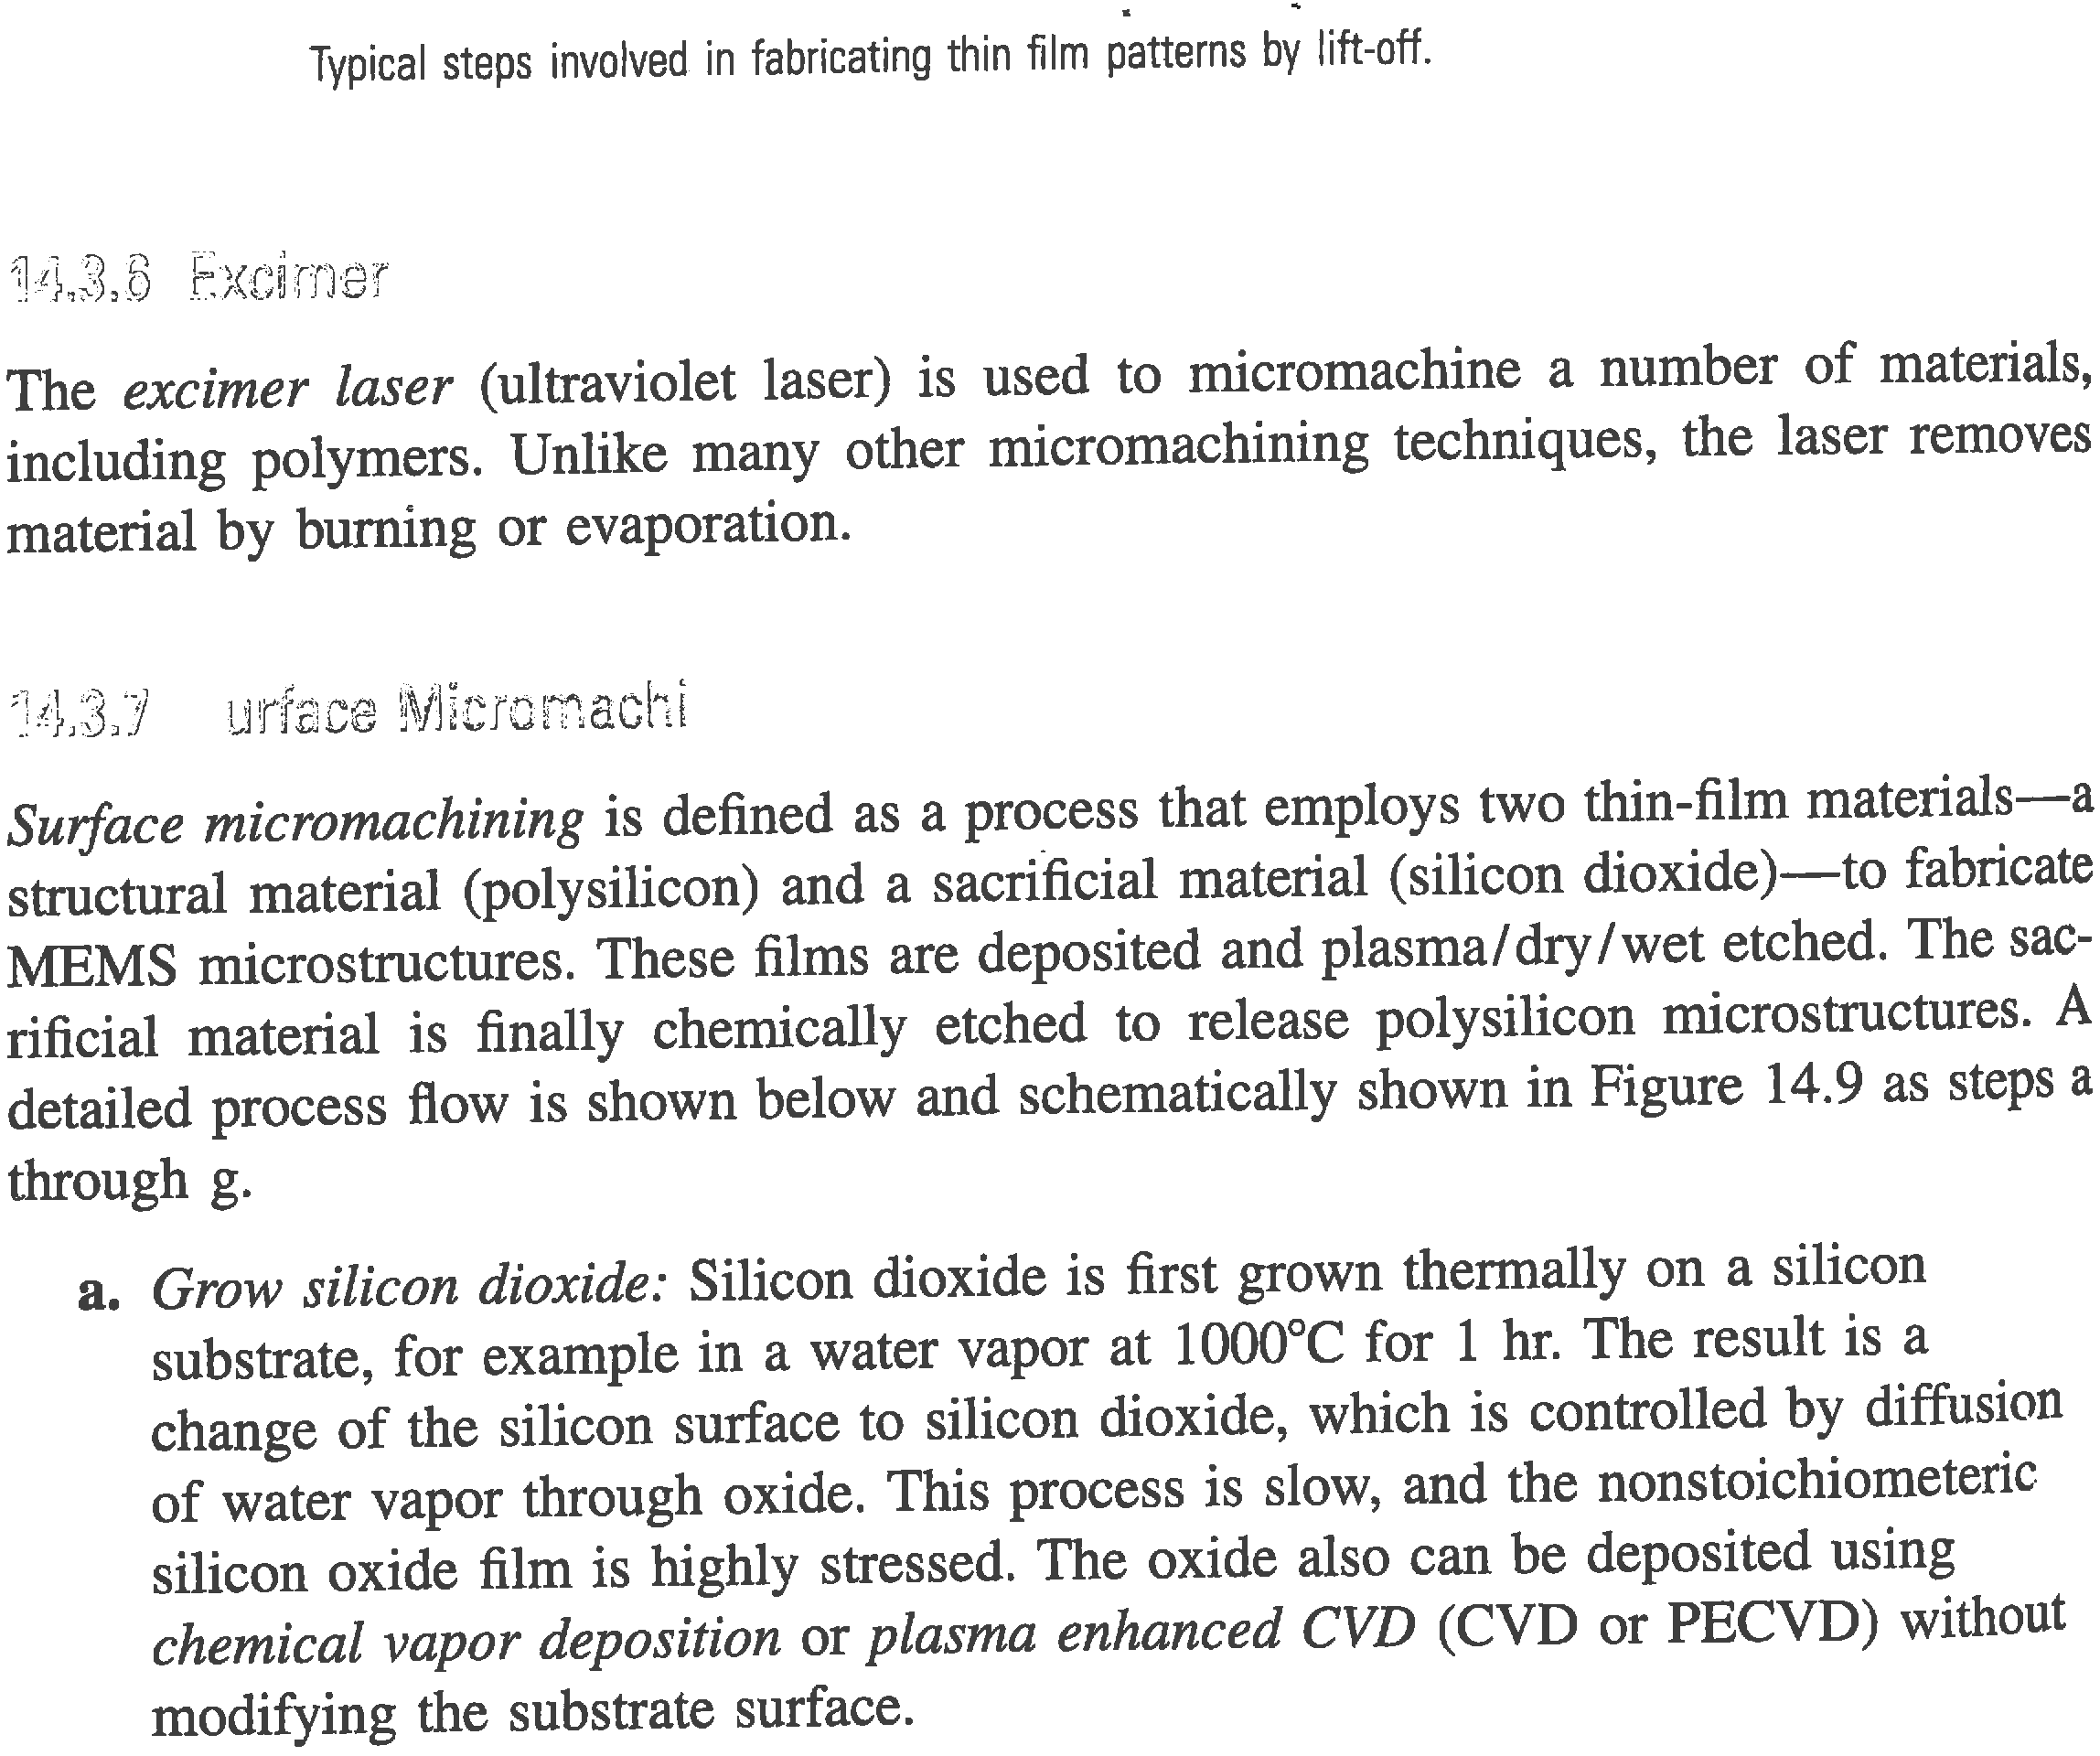 Typical steps involved in fabricating thin film patterns by lift-off.
14.3.6 Excimer
The excimer laser (ultraviolet laser) is used to micromachine a number of materials,
including polymers. Unlike many other micromachining techniques, the laser removes
material by burning or evaporation.
14.3.7 urface Micromachi
Surface micromachining is defined as a process that employs two thin-film materials—a
structural material (polysilicon) and a sacrificial material (silicon dioxide)—to fabricate
MEMS microstructures. These films are deposited and plasma/dry/wet etched. The sac-
rificial material is finally chemically etched to release polysilicon microstructures. A
detailed process flow is shown below and schematically shown in Figure 14.9 as steps a
through g.
a. Grow silicon dioxide: Silicon dioxide is first grown thermally on a silicon
substrate, for example in a water vapor at 1000°C for 1 hr. The result is a
change of the silicon surface to silicon dioxide, which is controlled by diffusion
of water vapor through oxide. This process is slow, and the nonstoichiometeric
silicon oxide film is highly stressed. The oxide also can be deposited using
chemical vapor deposition or plasma enhanced CVD (CVD or PECVD) without
modifying the substrate surface.